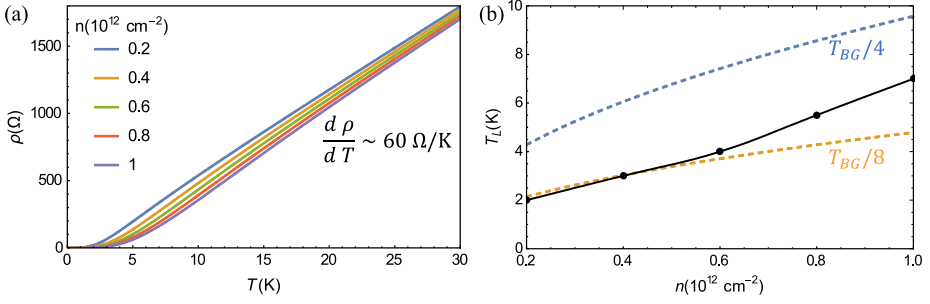 (a)
n(10¹² cm⁻²)
0.2
0.4
0.6
0.8
1
dρ/dT ~ 60 Ω/K
ρ(Ω)
1500
1000
500
0
0 5 10 15 20 25 30
T(K)
(b)
T_BG/4
T_BG/8
T_L(K)
10
8
6
4
2
0
0.2 0.4 0.6 0.8 1.0
n(10¹² cm⁻²)